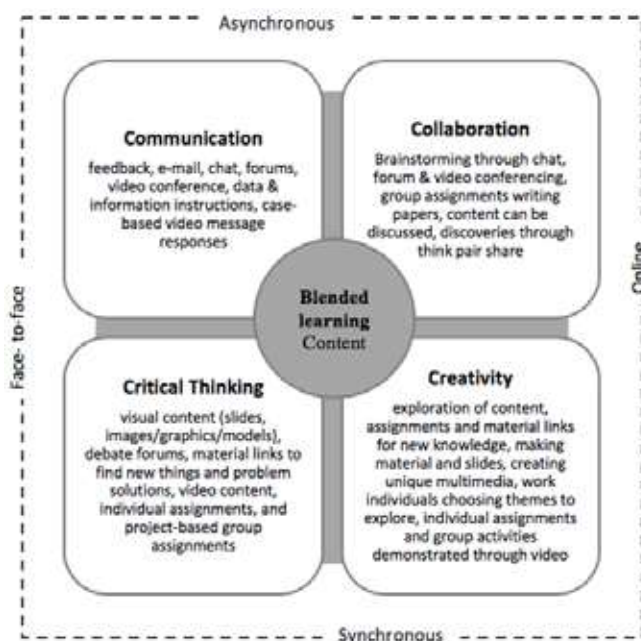 Asynchronous
Communication
feedback, e-mail, chat, forums,
video conference, data &
information instructions, case-
based video message
responses
Collaboration
Brainstorming through chat,
forum & video conferencing,
group assignments writing
papers, content can be
discussed, discoveries through
think pair share
Face- to-face
Blended
learning
Content
Online
Critical Thinking
visual content (slides,
images/graphics/models),
debate forums, material links to
find new things and problem
solutions, video content,
individual assignments, and
project-based group
assignments
Creativity
exploration of content,
assignments and material links
for new knowledge, making
material and slides, creating
unique multimedia, work
individuals choosing themes to
explore, individual assignments
and group activities
demonstrated through video
Synchronous